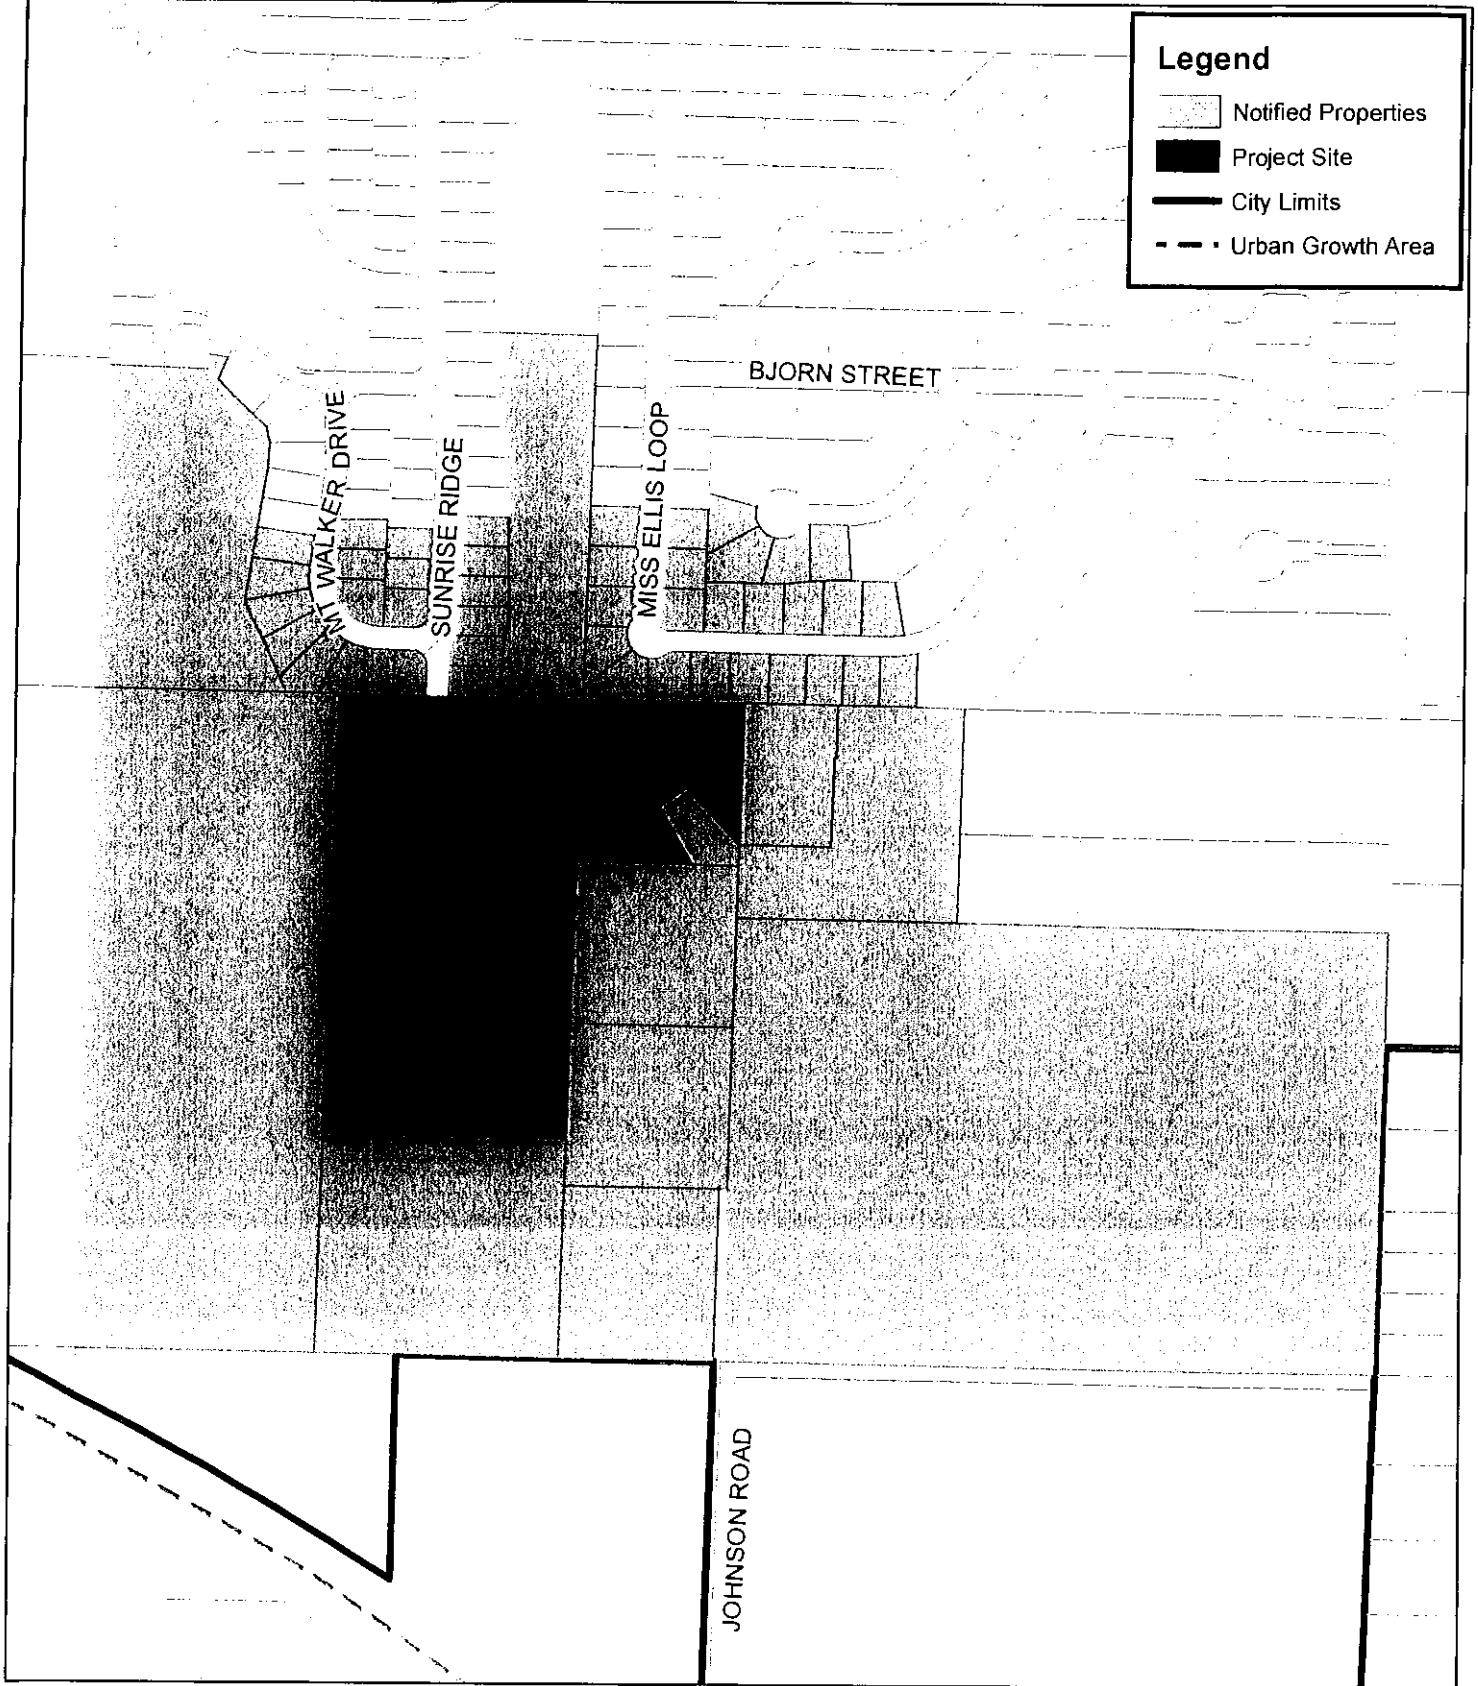 Legend
Notified Properties
Project Site
City Limits
Urban Growth Area
BJORN STREET
MT WALKER DRIVE
SUNRISE RIDGE
MISS ELLIS LOOP
JOHNSON ROAD